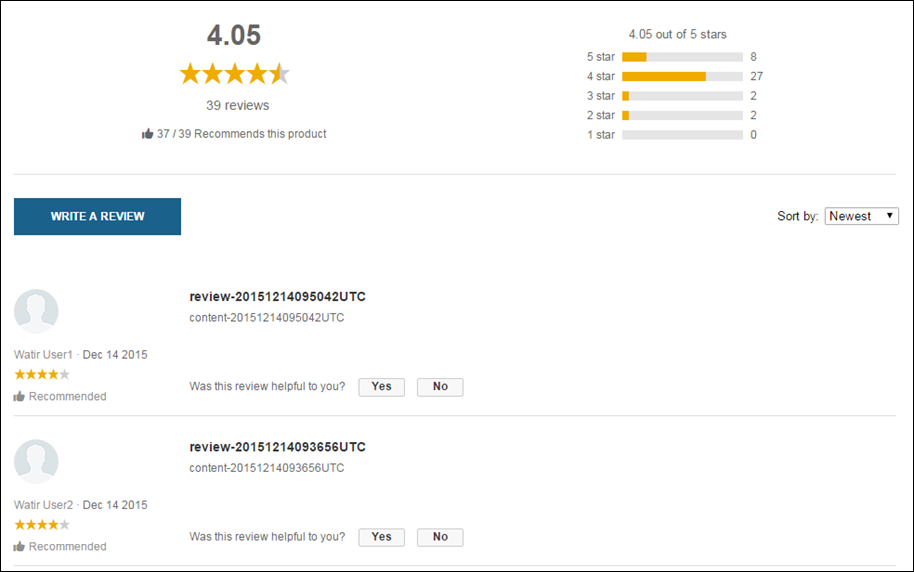 4.05
39 reviews
37 / 39 Recommends this product
4.05 out of 5 stars
5 star 8
4 star 27
3 star 2
2 star 2
1 star 0
WRITE A REVIEW
Sort by: Newest
review-20151214095042UTC
content-20151214095042UTC
Watir User1 · Dec 14 2015
Recommended
Was this review helpful to you? Yes No
review-20151214093656UTC
content-20151214093656UTC
Watir User2 · Dec 14 2015
Recommended
Was this review helpful to you? Yes No